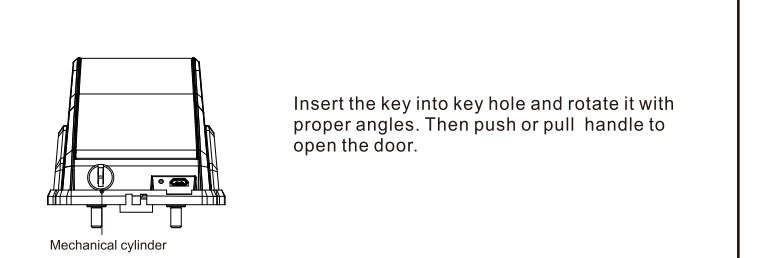 Insert the key into key hole and rotate it with
proper angles. Then push or pull handle to
open the door.
Mechanical cylinder